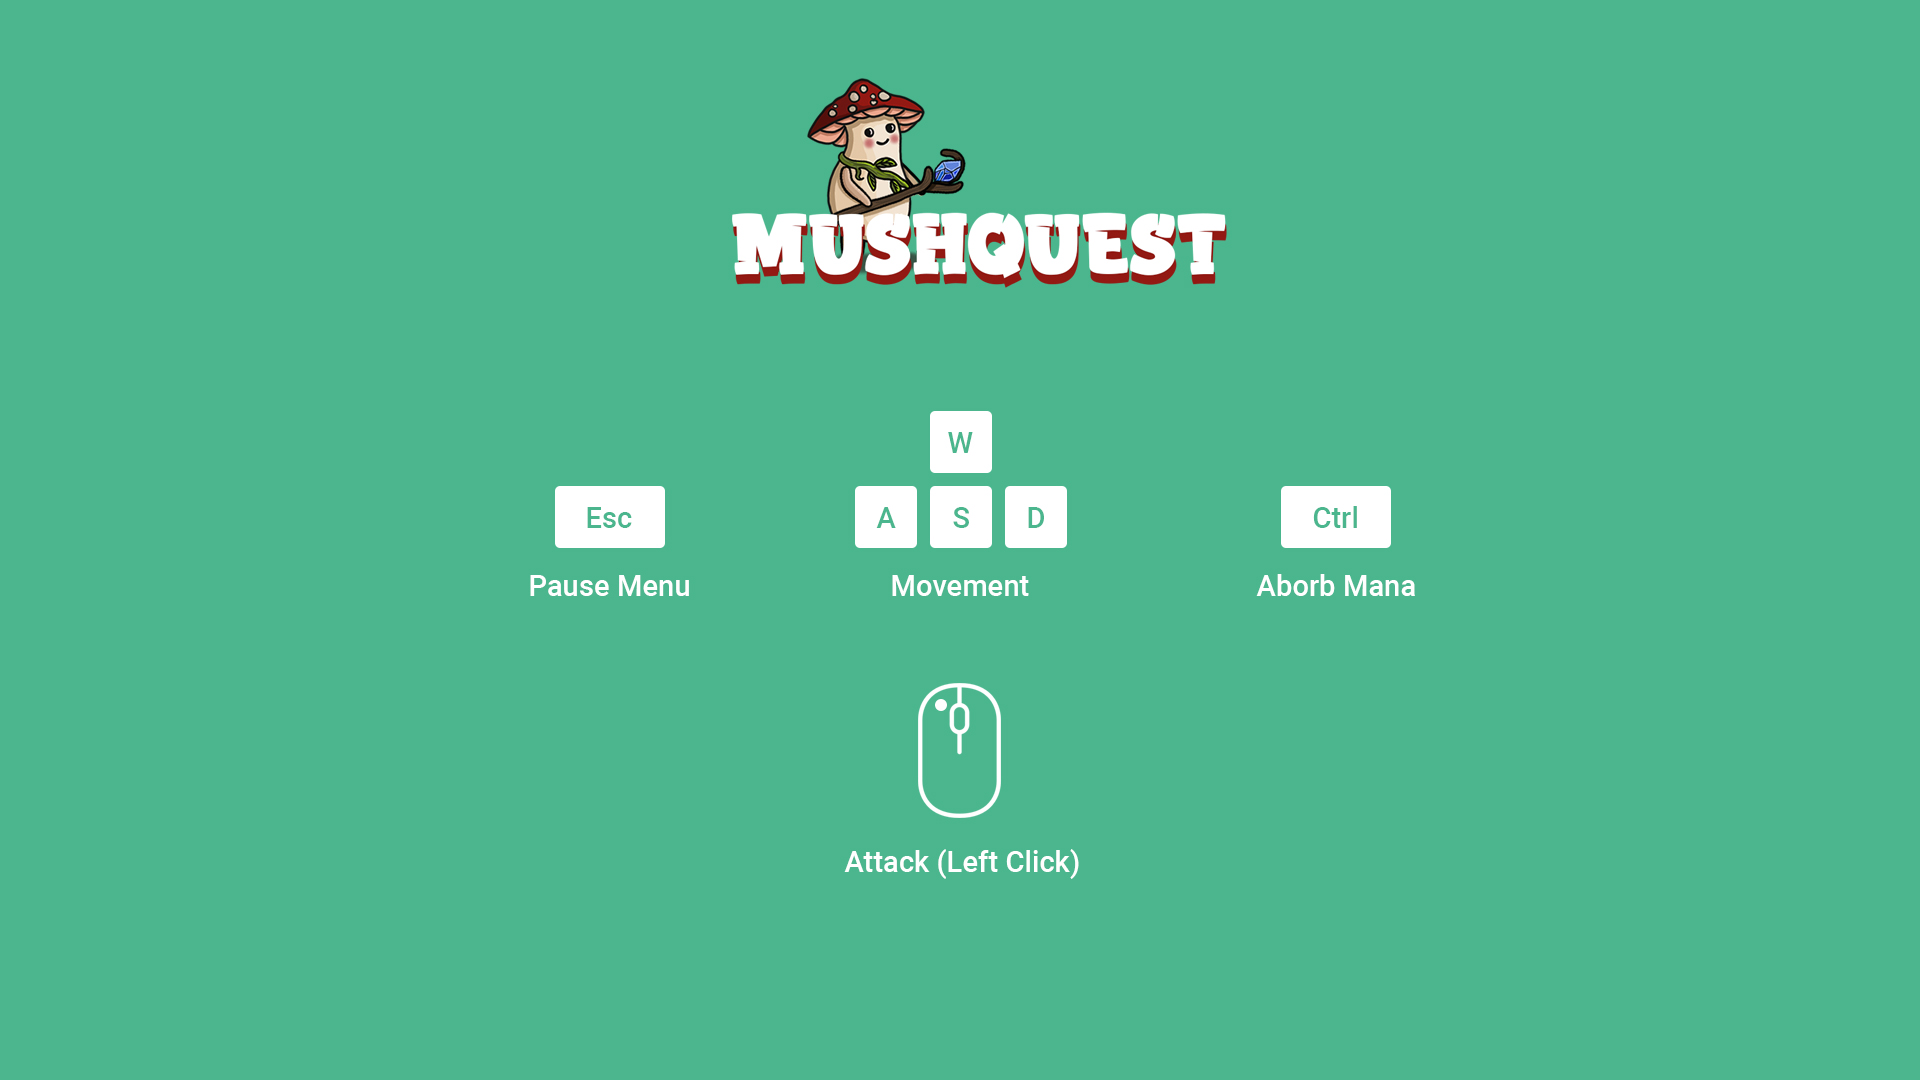 MUSHQUEST
W
Esc
A S D
Ctrl
Pause Menu
Movement
Aborb Mana
Attack (Left Click)